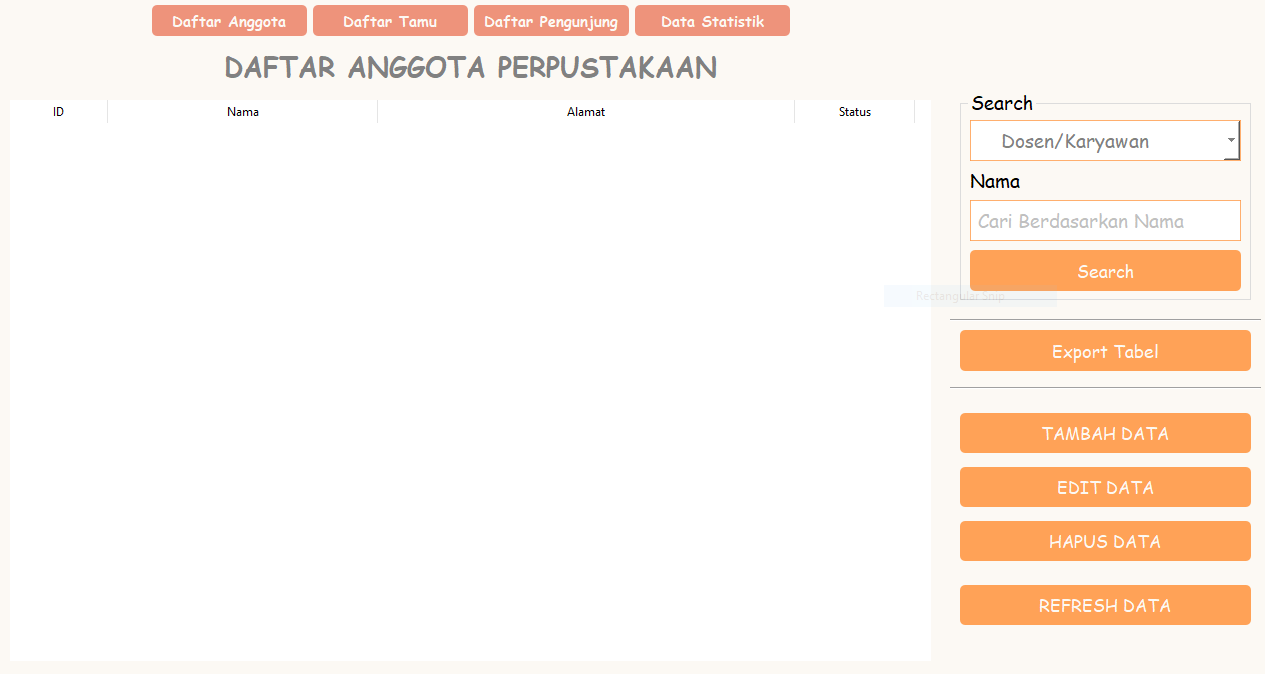 Daftar Anggota Daftar Tamu Daftar Pengunjung Data Statistik
DAFTAR ANGGOTA PERPUSTAKAAN
ID Nama Alamat Status
Search
Dosen/Karyawan
Nama
Cari Berdasarkan Nama
Search
Rectangular Snip
Export Tabel
TAMBAH DATA
EDIT DATA
HAPUS DATA
REFRESH DATA